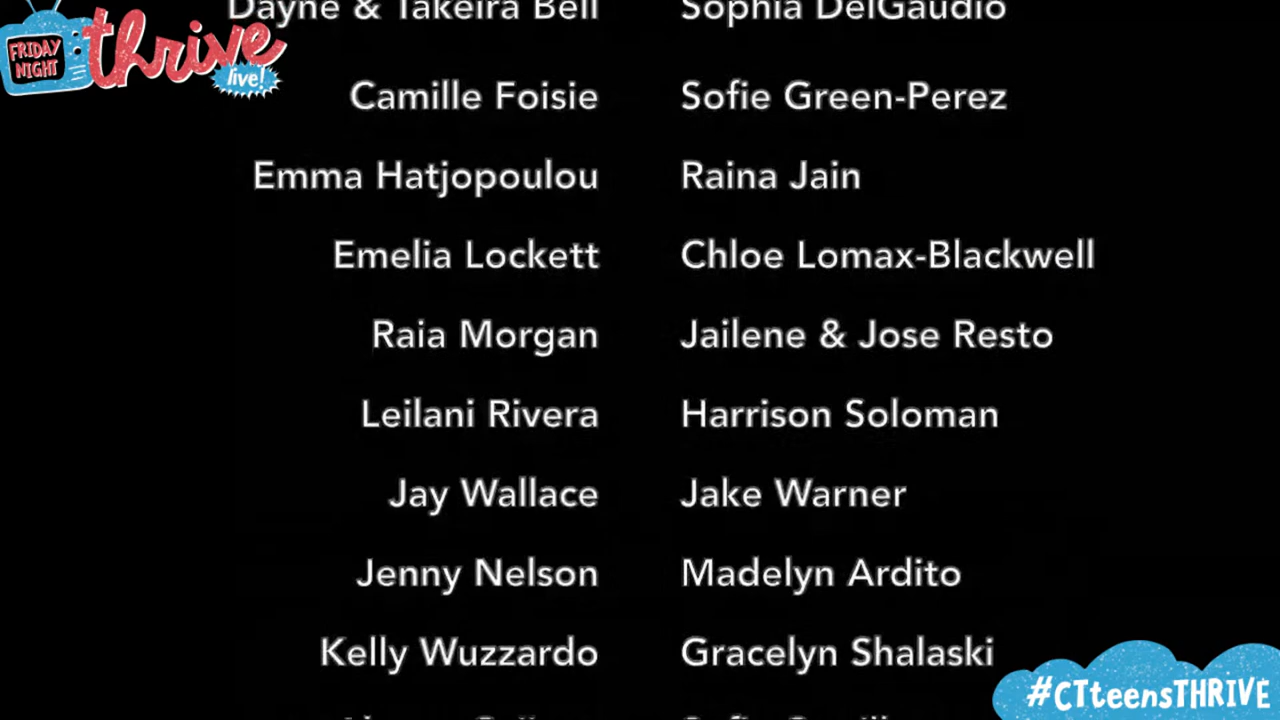 Dayne & Takeira Bell Sophia DelGaudio
FRIDAY NIGHT thrive live!
Camille Foisie Sofie Green-Perez
Emma Hatjopoulou Raina Jain
Emelia Lockett Chloe Lomax-Blackwell
Raia Morgan Jailene & Jose Resto
Leilani Rivera Harrison Soloman
Jay Wallace Jake Warner
Jenny Nelson Madelyn Ardito
Kelly Wuzzardo Gracelyn Shalaski
#CTteensTHRIVE